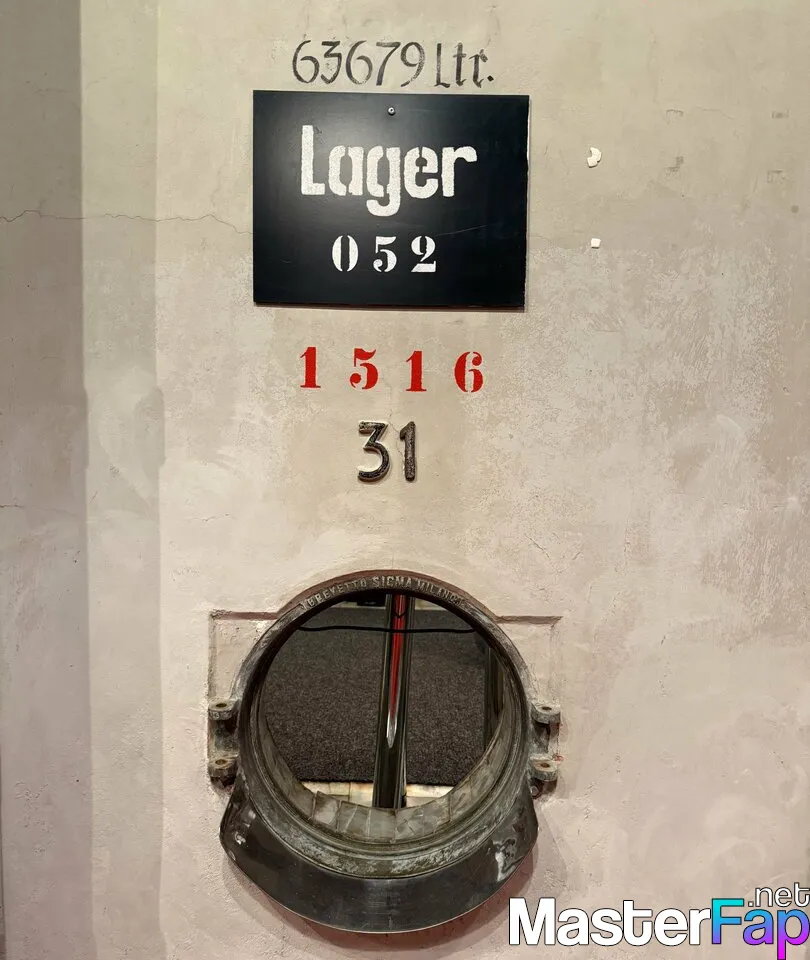 63679 Ltr.
Lager
052
1516
31
BREVETTO SIGMA MILANO
MasterFap.net